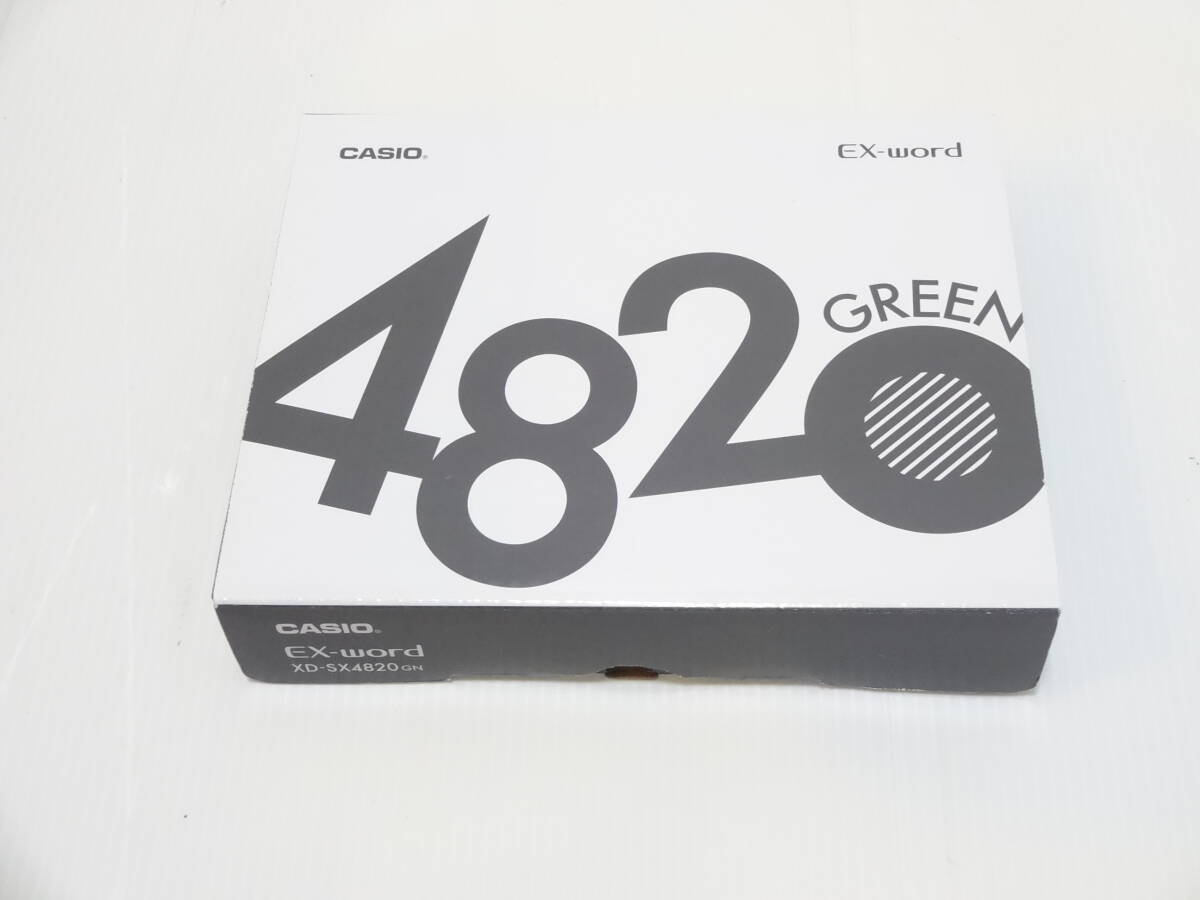 CASIO®
EX-word
4820
GREEN
CASIO®
EX-word
XD-SX4820GN